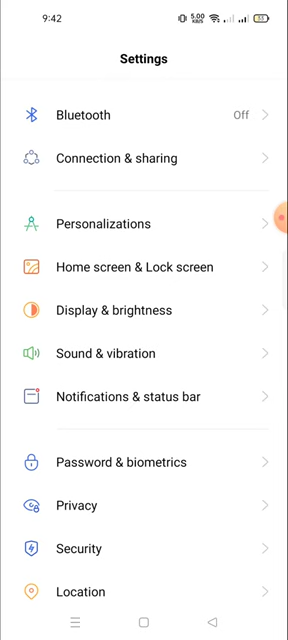 9:42
5.00
KB/S
55
Settings
Bluetooth
Off
Connection & sharing
Personalizations
Home screen & Lock screen
Display & brightness
Sound & vibration
Notifications & status bar
Password & biometrics
Privacy
Security
Location